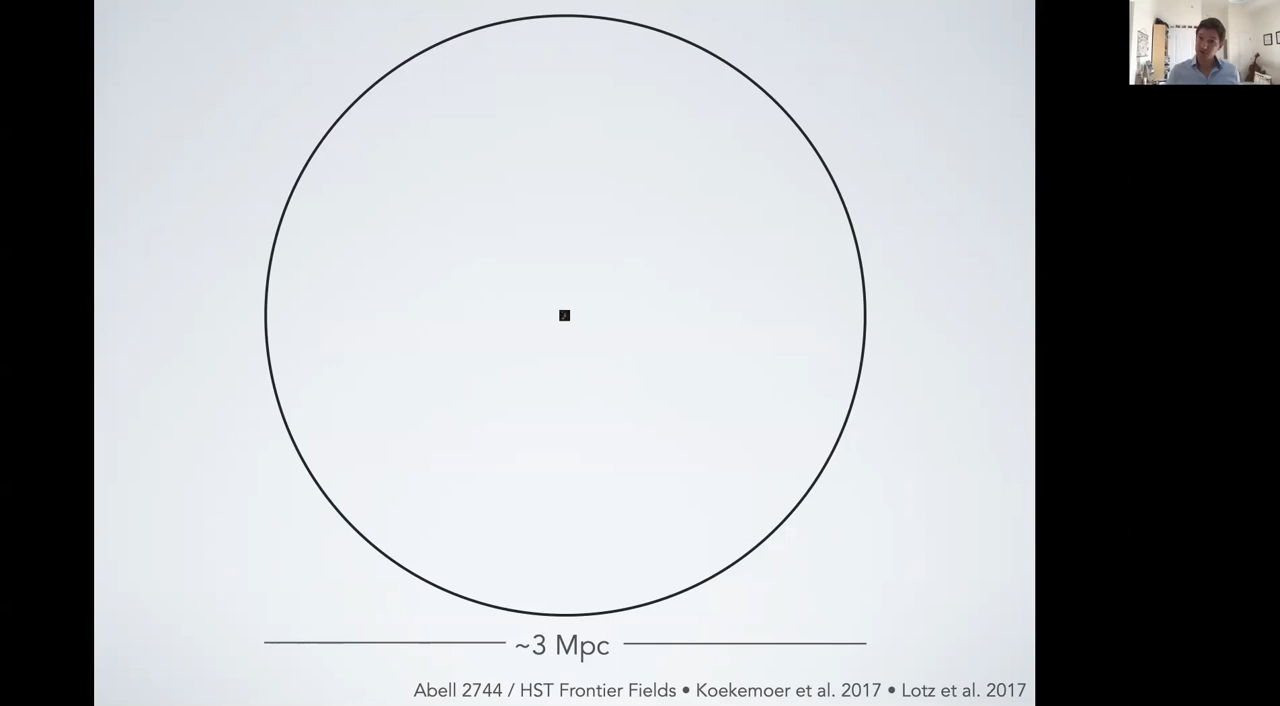 ~3 Mpc
Abell 2744 / HST Frontier Fields • Koekemoer et al. 2017 • Lotz et al. 2017